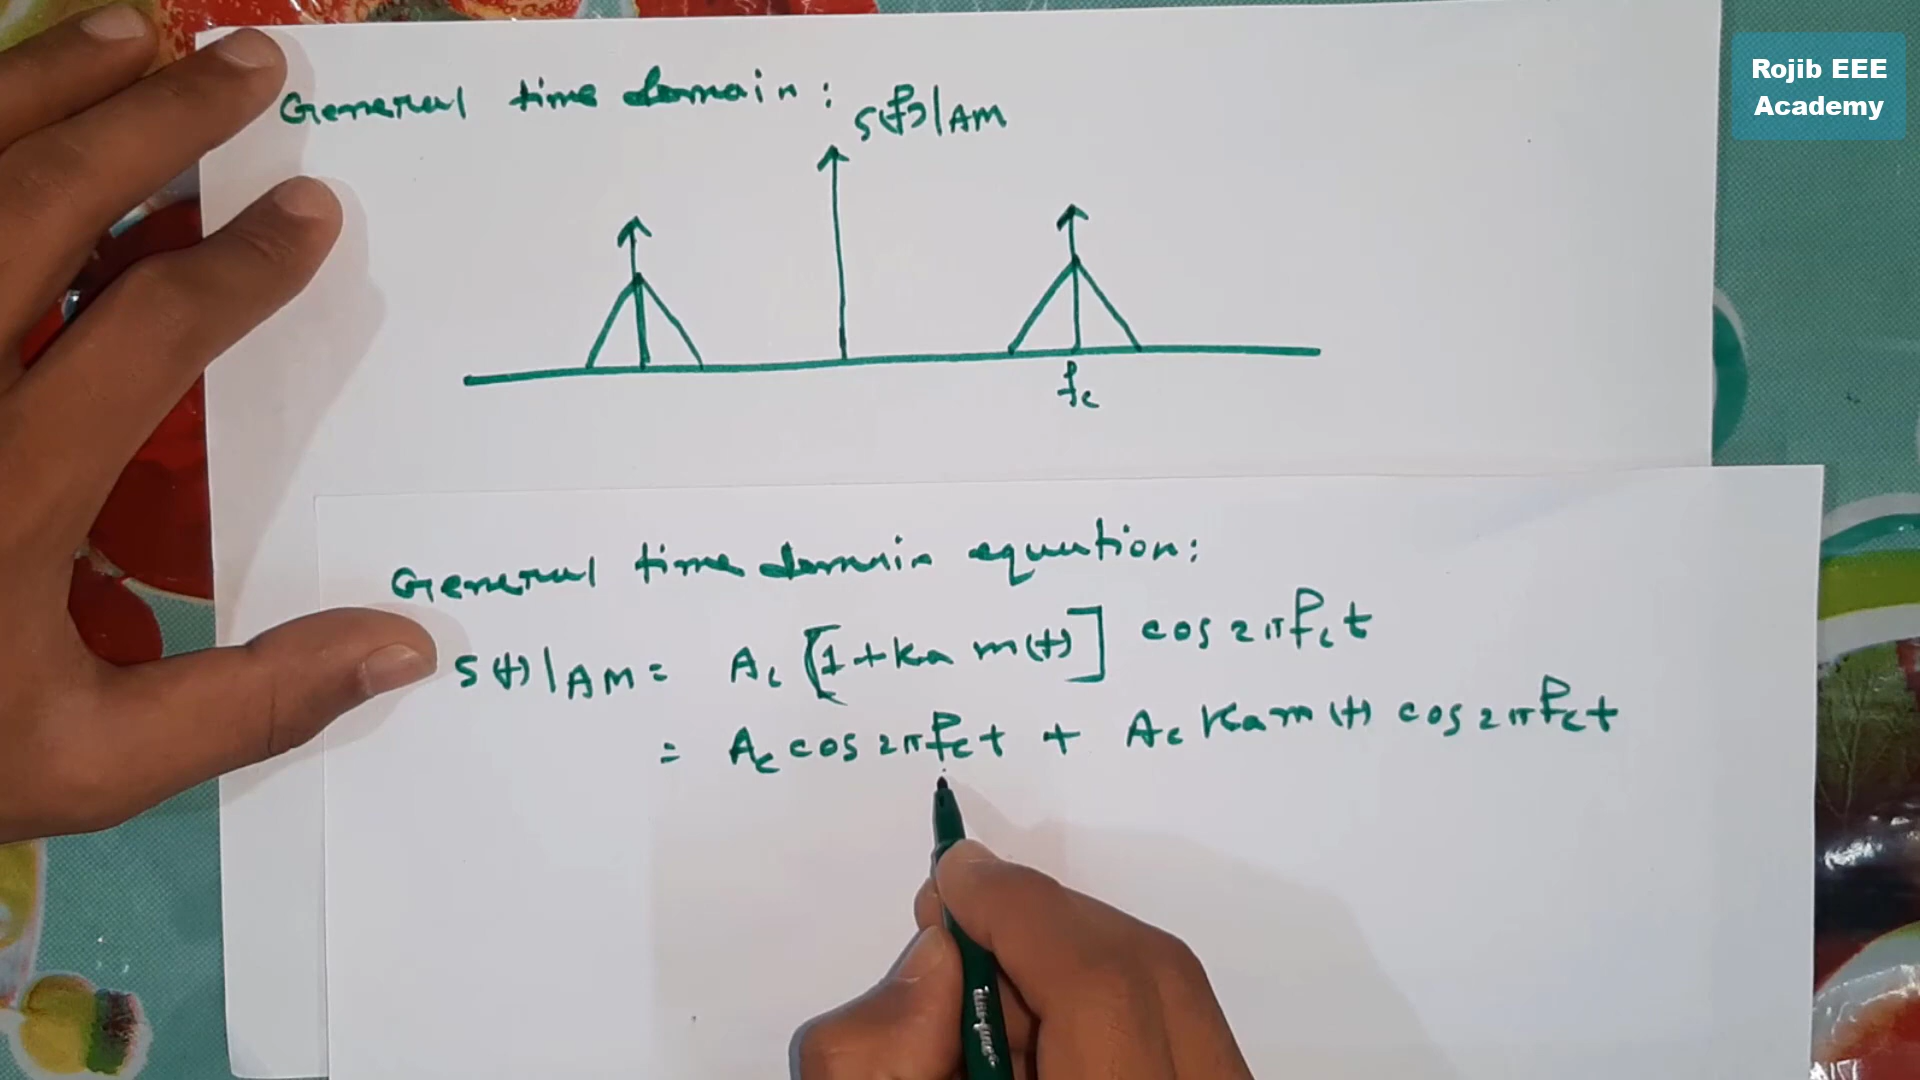 General time domain:
S(f)|AM
fc
General time domain equation:
S(t)|AM = Ac [1+ka m(t)] cos 2πfct
= Ac cos 2πfct + Ac Kam(t) cos 2πfct
Rojib EEE
Academy